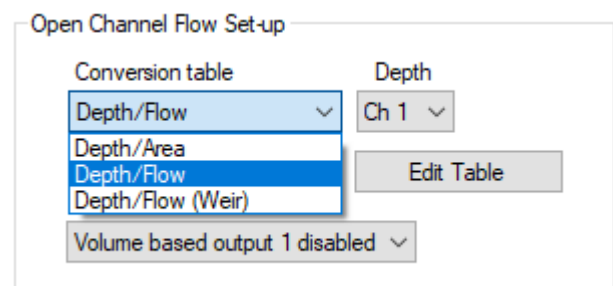 Open Channel Flow Set-up
Conversion table Depth
Depth/Flow Ch 1
Depth/Area
Depth/Flow Edit Table
Depth/Flow (Weir)
Volume based output 1 disabled